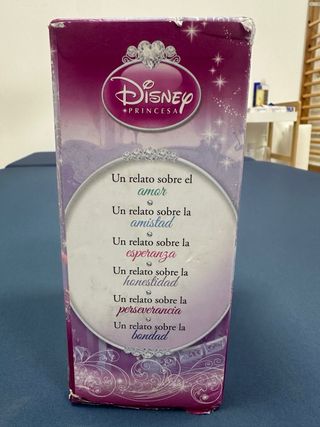 Disney
PRINCESA
Un relato sobre el
amor
Un relato sobre la
amistad
Un relato sobre la
esperanza
Un relato sobre la
honestidad
Un relato sobre la
perseverancia
Un relato sobre la
bondad